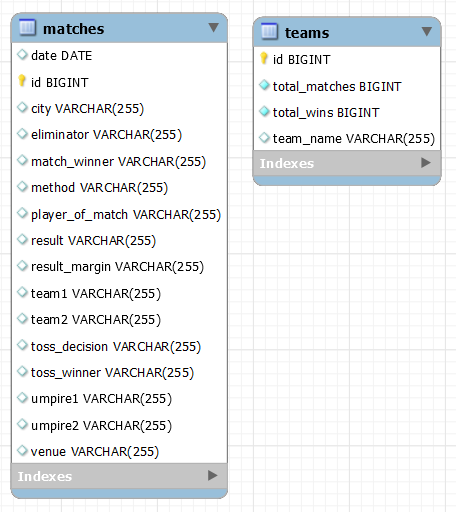 matches
date DATE
id BIGINT
city VARCHAR(255)
eliminator VARCHAR(255)
match_winner VARCHAR(255)
method VARCHAR(255)
player_of_match VARCHAR(255)
result VARCHAR(255)
result_margin VARCHAR(255)
team1 VARCHAR(255)
team2 VARCHAR(255)
toss_decision VARCHAR(255)
toss_winner VARCHAR(255)
umpire1 VARCHAR(255)
umpire2 VARCHAR(255)
venue VARCHAR(255)
Indexes
teams
id BIGINT
total_matches BIGINT
total_wins BIGINT
team_name VARCHAR(255)
Indexes